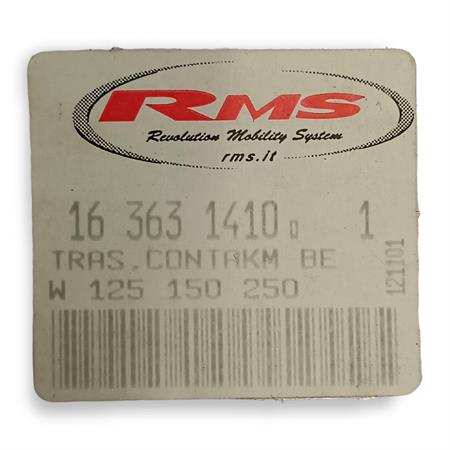 RMS
Revolution Mobility System
rms.it
16 363 1410 0 1
TRAS.CONTAKM BE
W 125 150 250
121101